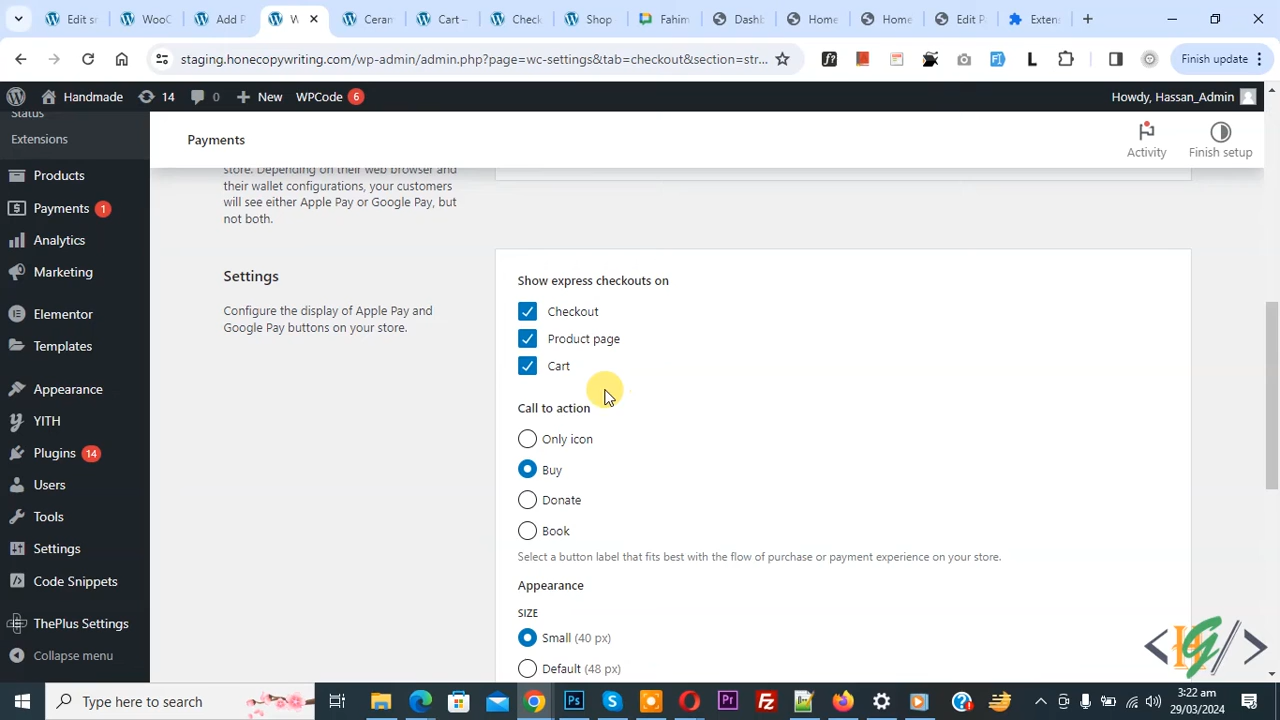 Edit sr
WooC
Add P
W
Ceran
Cart –
Check
Shop
Fahim
Dashb
Home
Home
Edit P
Exten
staging.honecopywriting.com/wp-admin/admin.php?page=wc-settings&tab=checkout&section=str...
Finish update
Handmade
14
0
New
WPCode 6
Howdy, Hassan_Admin
Status
Extensions
Products
Payments 1
Analytics
Marketing
Elementor
Templates
Appearance
YITH
Plugins 14
Users
Tools
Settings
Code Snippets
ThePlus Settings
Collapse menu
Payments
Activity
Finish setup
store. Depending on their web browser and
their wallet configurations, your customers
will see either Apple Pay or Google Pay, but
not both.
Settings
Configure the display of Apple Pay and
Google Pay buttons on your store.
Show express checkouts on
Checkout
Product page
Cart
Call to action
Only icon
Buy
Donate
Book
Select a button label that fits best with the flow of purchase or payment experience on your store.
Appearance
SIZE
Small (40 px)
Default (48 px)
Type here to search
3:22 am
29/03/2024